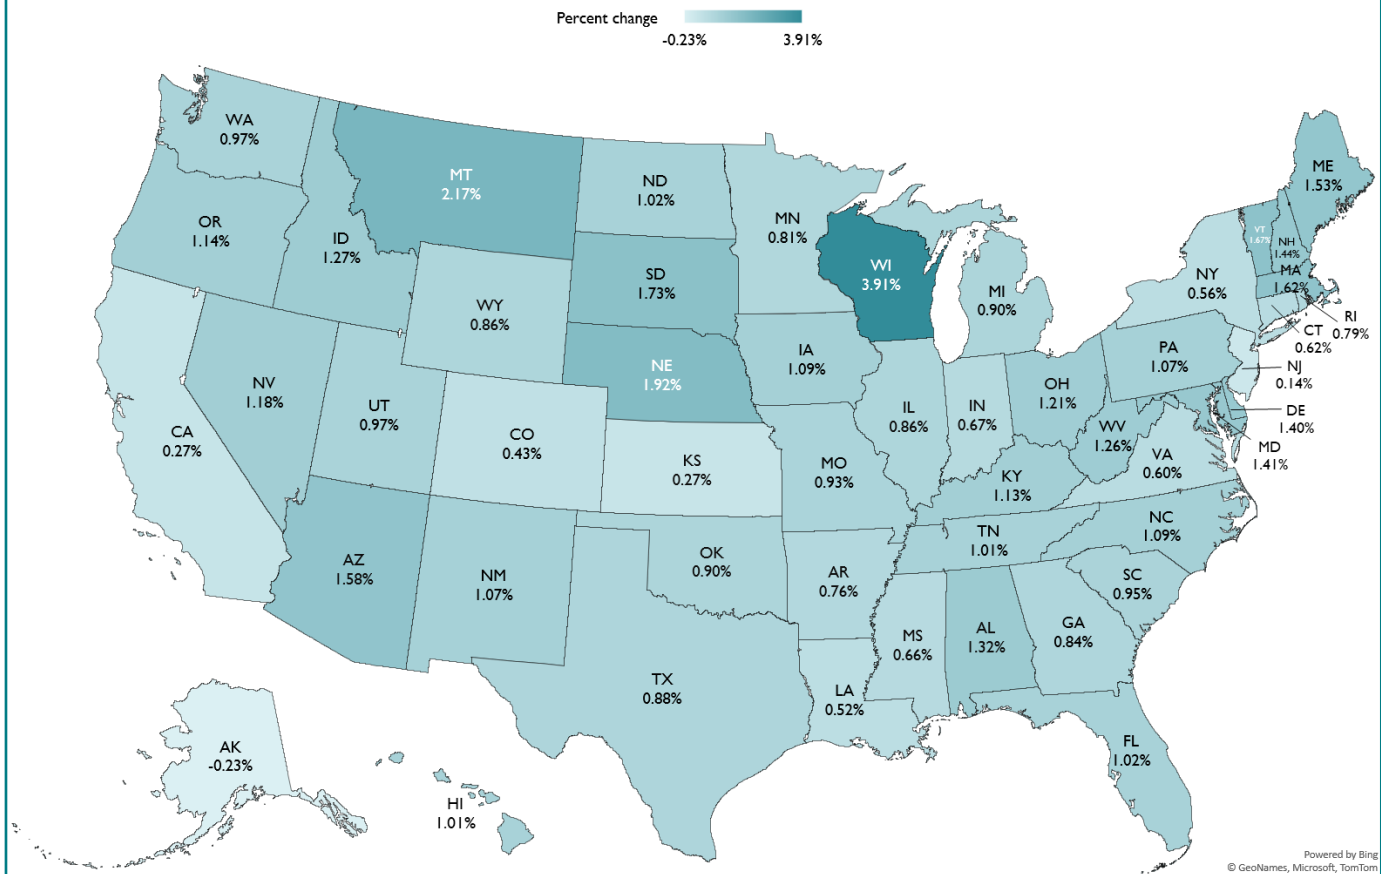 Percent change
-0.23% 3.91%
WA
0.97%
MT
2.17%
ND
1.02%
MN
0.81%
ME
1.53%
OR
1.14%
ID
1.27%
VT
1.67%
NH
1.44%
SD
1.73%
WI
3.91%
MA
1.62%
NY
0.56%
WY
0.86%
MI
0.90%
RI
0.79%
CT
0.62%
IA
1.09%
PA
1.07%
NJ
0.14%
NE
1.92%
NV
1.18%
UT
0.97%
OH
1.21%
IL
0.86%
IN
0.67%
DE
1.40%
CA
0.27%
CO
0.43%
WV
1.26%
MD
1.41%
KS
0.27%
MO
0.93%
VA
0.60%
KY
1.13%
NC
1.09%
TN
1.01%
AZ
1.58%
NM
1.07%
OK
0.90%
AR
0.76%
SC
0.95%
MS
0.66%
AL
1.32%
GA
0.84%
TX
0.88%
LA
0.52%
AK
-0.23%
FL
1.02%
HI
1.01%
Powered by Bing
© GeoNames, Microsoft, TomTom